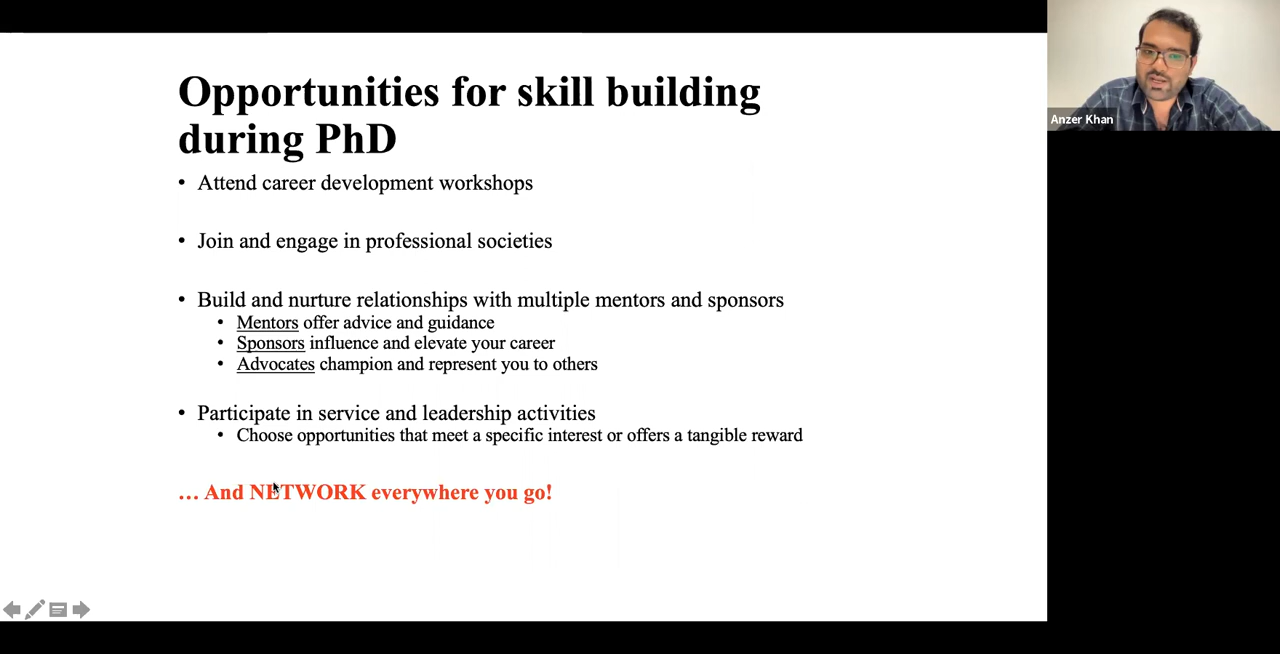 Opportunities for skill building
during PhD
• Attend career development workshops
• Join and engage in professional societies
• Build and nurture relationships with multiple mentors and sponsors
• Mentors offer advice and guidance
• Sponsors influence and elevate your career
• Advocates champion and represent you to others
• Participate in service and leadership activities
• Choose opportunities that meet a specific interest or offers a tangible reward
… And NETWORK everywhere you go!
Anzer Khan